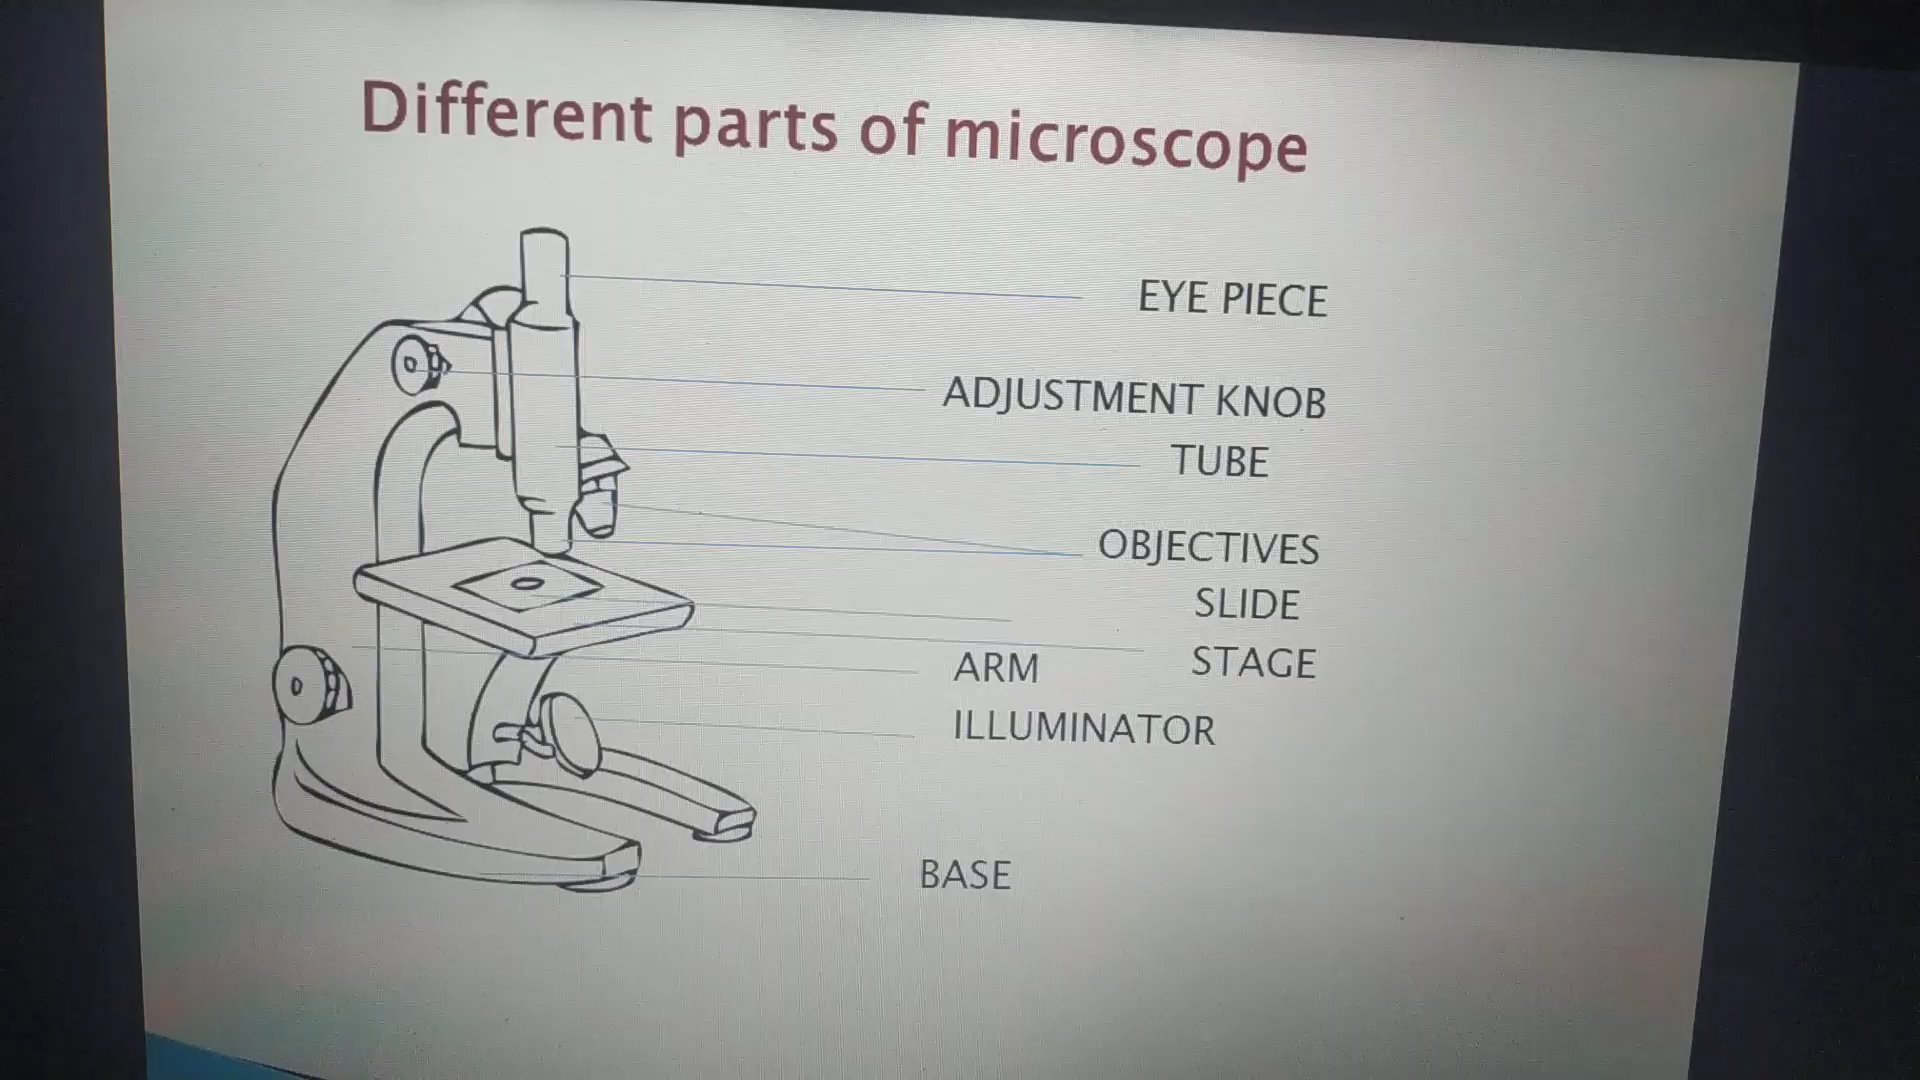 Different parts of microscope
EYE PIECE
ADJUSTMENT KNOB
TUBE
OBJECTIVES
SLIDE
STAGE
ARM
ILLUMINATOR
BASE